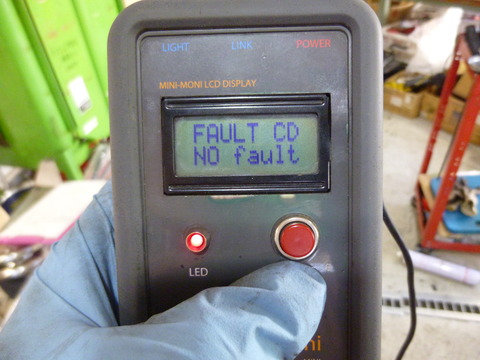 LIGHT LINK POWER
MINI-MONI LCD DISPLAY
FAULT CD
NO fault
LED